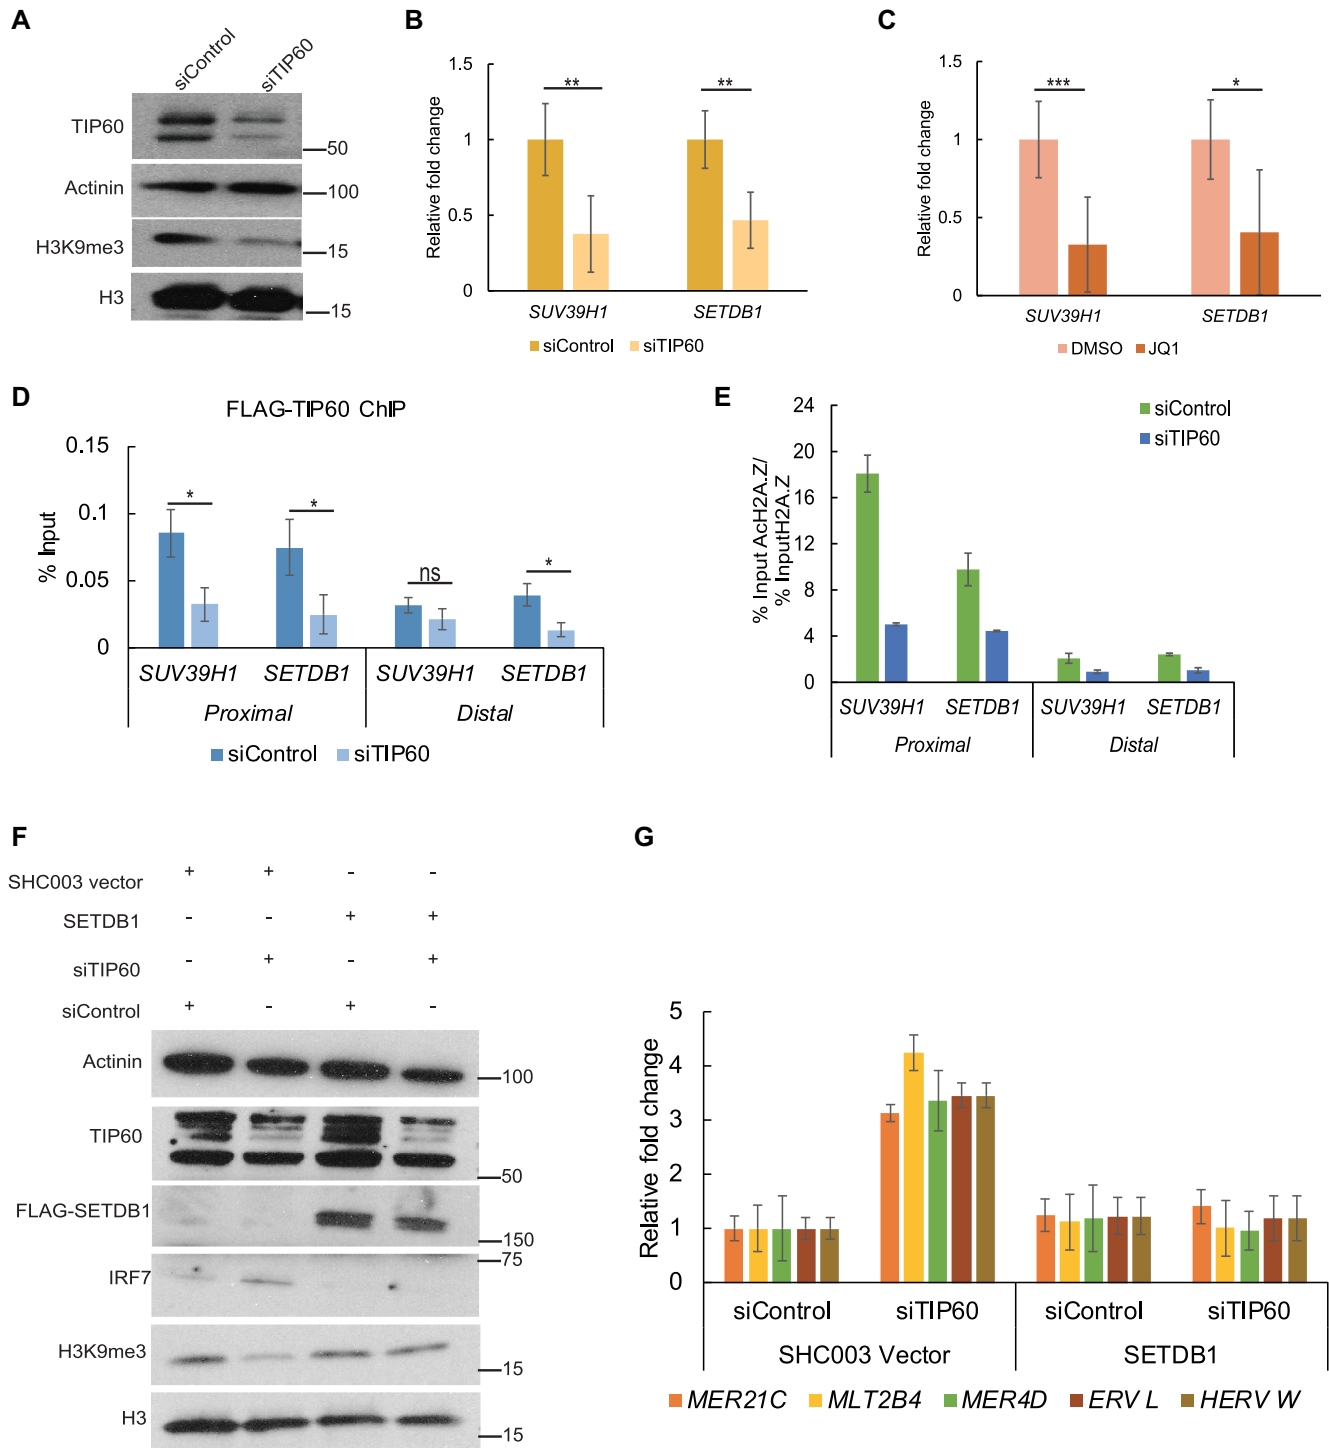 A
siControl
siTIP60
TIP60
50
Actinin
100
H3K9me3
15
H3
15
B
Relative fold change
1.5
1
0.5
0
**
**
SUV39H1
SETDB1
siControl
siTIP60
C
Relative fold change
1.5
1
0.5
0
***
*
SUV39H1
SETDB1
DMSO
JQ1
D
FLAG-TIP60 ChIP
% Input
0.15
0.1
0.05
0
*
*
ns
*
SUV39H1
SETDB1
SUV39H1
SETDB1
Proximal
Distal
siControl
siTIP60
E
% Input AcH2A.Z/
% InputH2A.Z
24
20
16
12
8
4
0
siControl
siTIP60
SUV39H1
SETDB1
SUV39H1
SETDB1
Proximal
Distal
F
SHC003 vector + + - -
SETDB1 - - + +
siTIP60 - + - +
siControl + - + -
Actinin
100
TIP60
50
FLAG-SETDB1
150
75
IRF7
H3K9me3
15
H3
15
G
Relative fold change
5
4
3
2
1
0
siControl
siTIP60
siControl
siTIP60
SHC003 Vector
SETDB1
MER21C
MLT2B4
MER4D
ERV L
HERV W